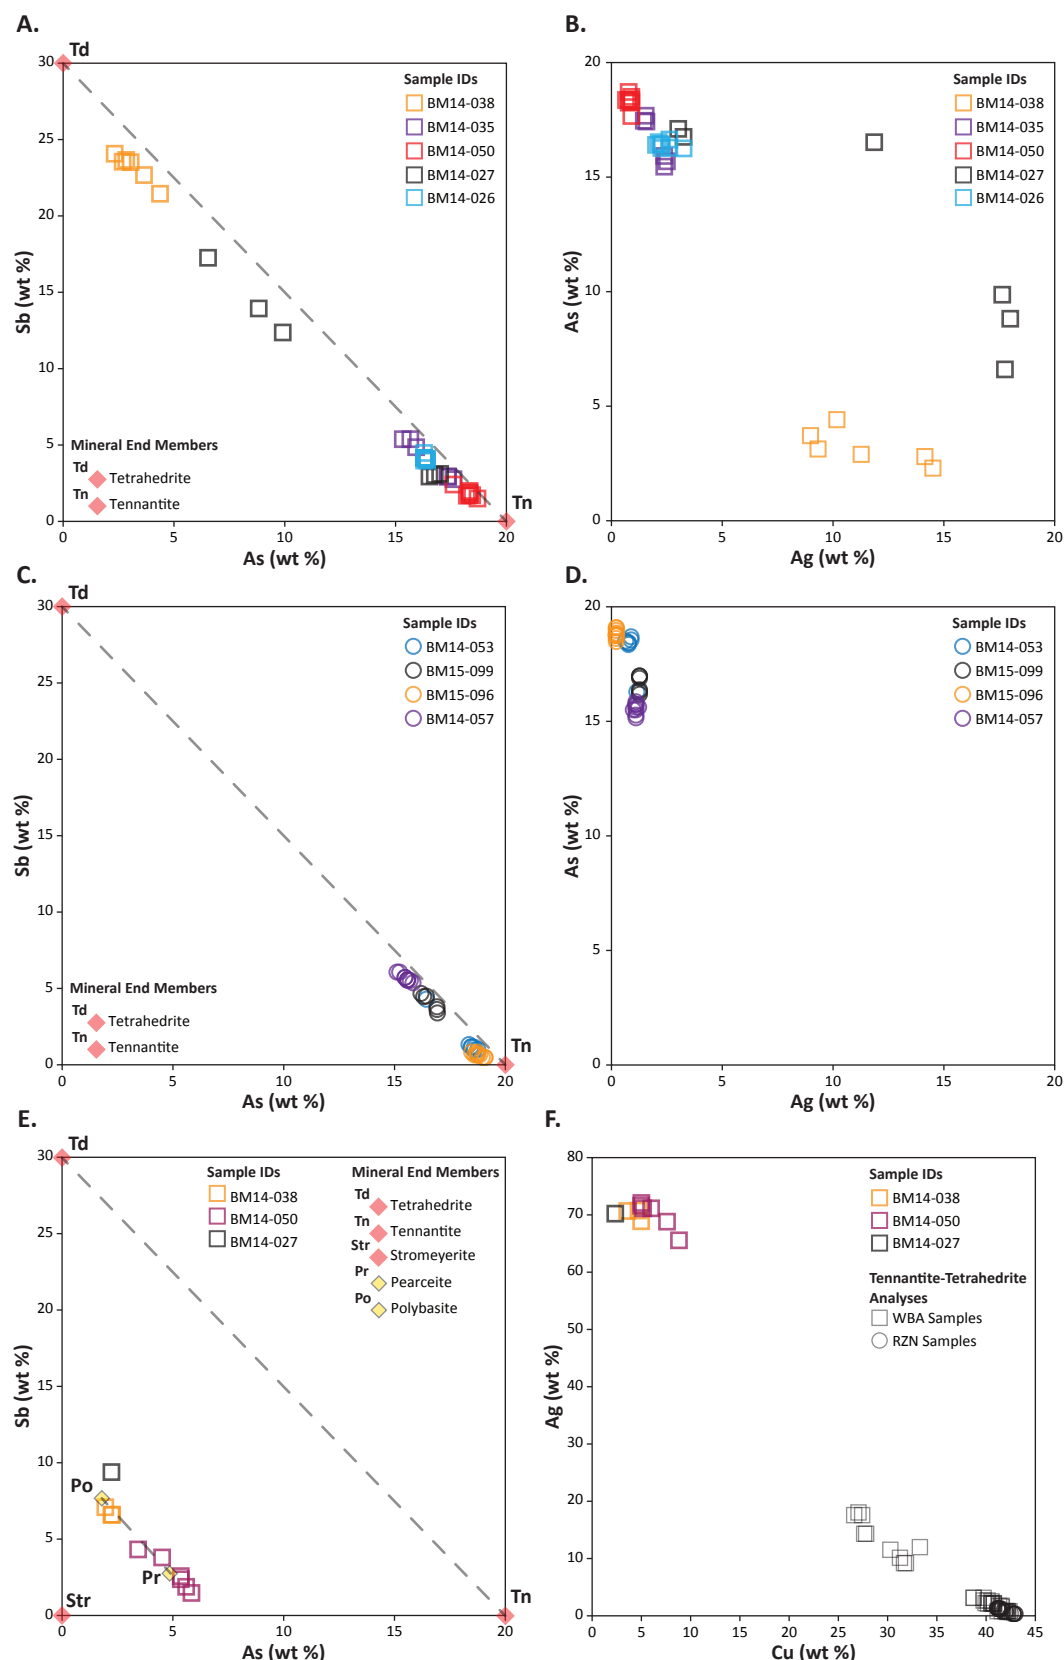 A.
Td
30
25
20
15
10
5
0
Sb (wt %)
Sample IDs
BM14-038
BM14-035
BM14-050
BM14-027
BM14-026
Mineral End Members
Td
Tetrahedrite
Tn
Tennantite
Tn
0 5 10 15 20
As (wt %)
B.
20
15
10
5
0
As (wt %)
Sample IDs
BM14-038
BM14-035
BM14-050
BM14-027
BM14-026
0 5 10 15 20
Ag (wt %)
C.
Td
30
25
20
15
10
5
0
Sb (wt %)
Sample IDs
BM14-053
BM15-099
BM15-096
BM14-057
Mineral End Members
Td
Tetrahedrite
Tn
Tennantite
Tn
0 5 10 15 20
As (wt %)
D.
20
15
10
5
0
As (wt %)
Sample IDs
BM14-053
BM15-099
BM15-096
BM14-057
0 5 10 15 20
Ag (wt %)
E.
Td
30
25
20
15
10
5
0
Sb (wt %)
Sample IDs
BM14-038
BM14-050
BM14-027
Mineral End Members
Td
Tetrahedrite
Tn
Tennantite
Str
Stromeyerite
Pr
Pearceite
Po
Polybasite
Po
Pr
Str
Tn
0 5 10 15 20
As (wt %)
F.
80
70
60
50
40
30
20
10
0
Ag (wt %)
Sample IDs
BM14-038
BM14-050
BM14-027
Tennantite-Tetrahedrite
Analyses
WBA Samples
RZN Samples
0 5 10 15 20 25 30 35 40 45
Cu (wt %)